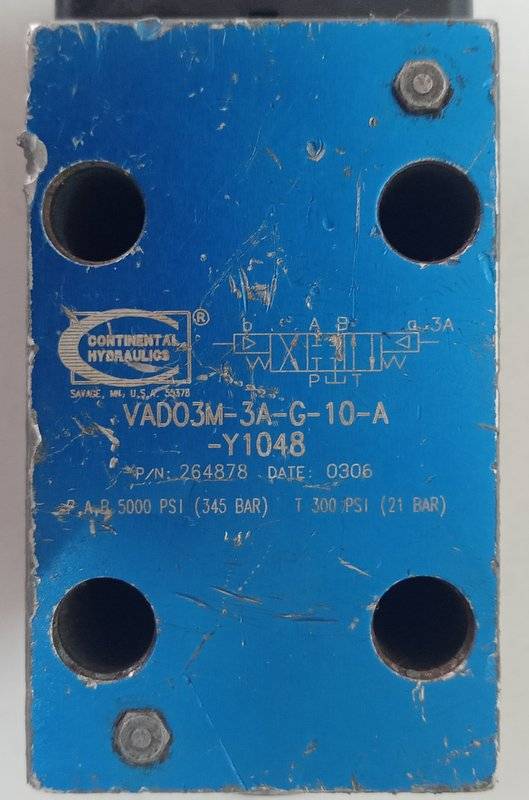 b c A B a 3A
P T
CONTINENTAL ®
HYDRAULICS
SAVAGE, MN, U.S.A. 55378
VAD03M-3A-G-10-A
-Y1048
P/N: 264878 DATE: 0306
P A B 5000 PSI (345 BAR) T 300 PSI (21 BAR)